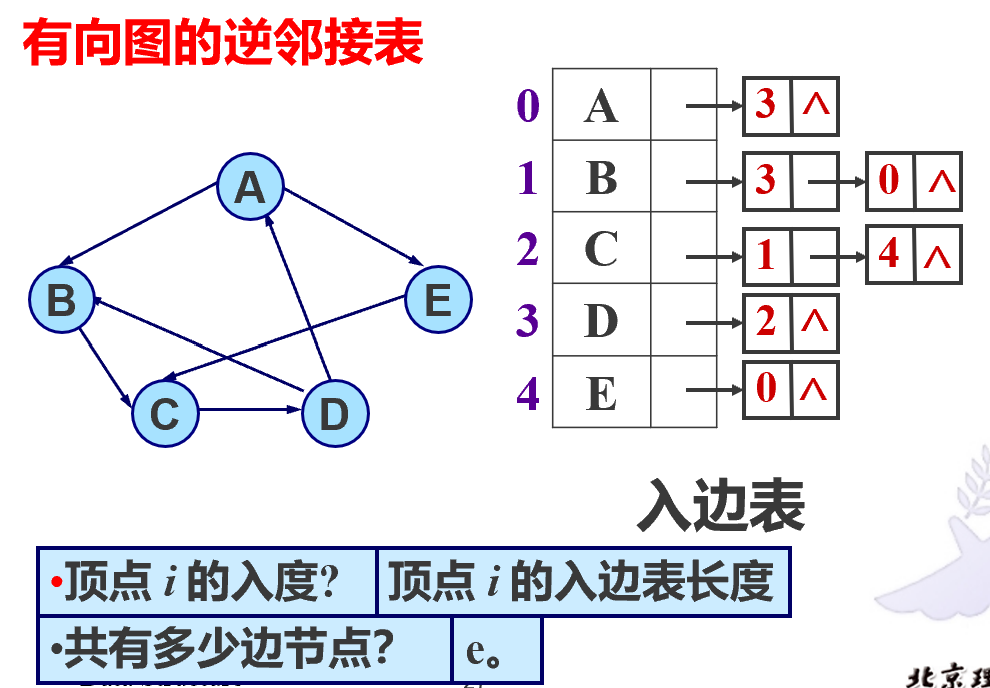 有向图的逆邻接表
0 A 3 ∧
1 B 3 0 ∧
2 C 1 4 ∧
3 D 2 ∧
4 E 0 ∧
A
B E
C D
入边表
•顶点 i 的入度? 顶点 i 的入边表长度
•共有多少边节点? e。
北京理